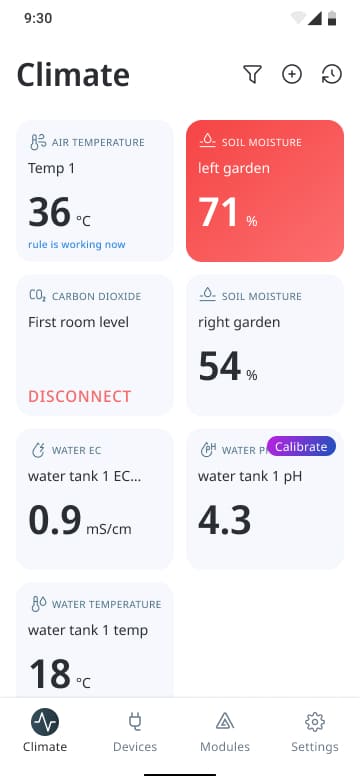 9:30
Climate
AIR TEMPERATURE
Temp 1
36 °C
rule is working now
SOIL MOISTURE
left garden
71 %
CO₂ CARBON DIOXIDE
First room level
DISCONNECT
SOIL MOISTURE
right garden
54 %
WATER EC
water tank 1 EC...
0.9 mS/cm
PH WATER P
Calibrate
water tank 1 pH
4.3
WATER TEMPERATURE
water tank 1 temp
18 °C
Climate
Devices
Modules
Settings